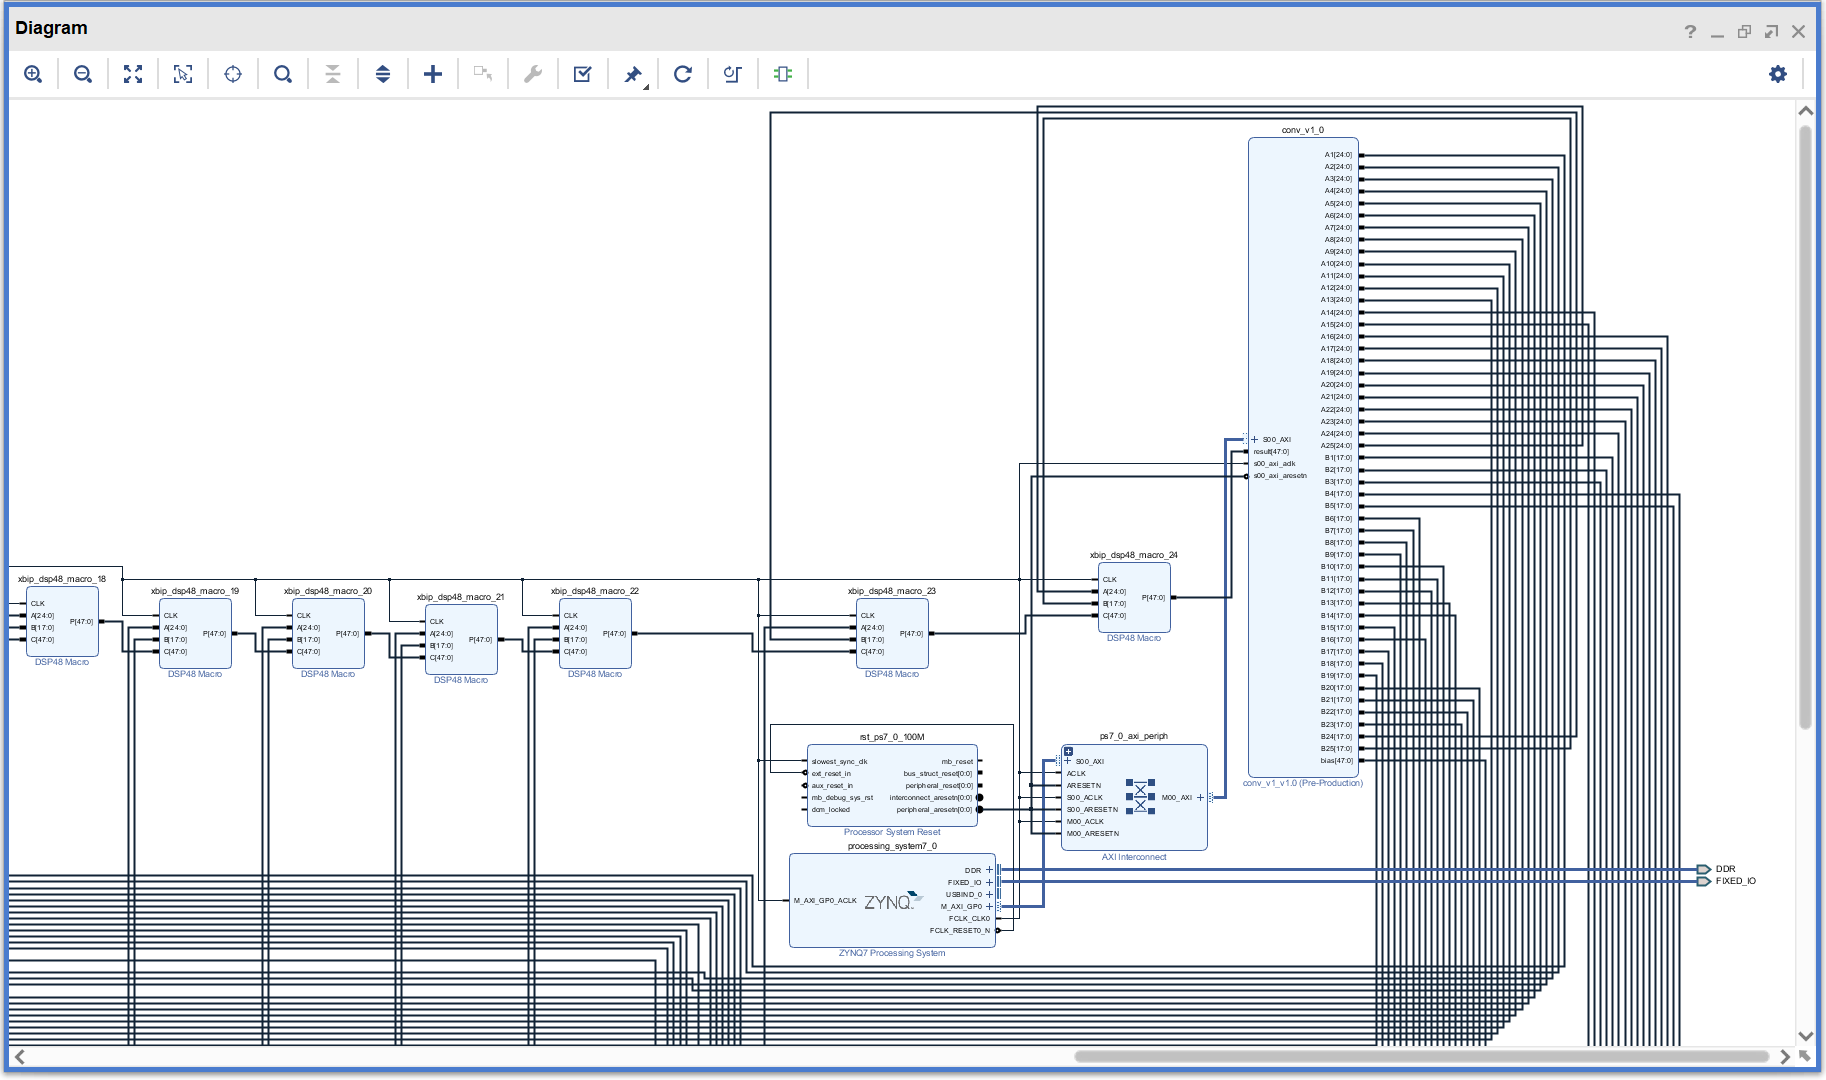 Diagram
?
conv_v1_0
A1[24:0]
A2[24:0]
A3[24:0]
A4[24:0]
A5[24:0]
A6[24:0]
A7[24:0]
A8[24:0]
A9[24:0]
A10[24:0]
A11[24:0]
A12[24:0]
A13[24:0]
A14[24:0]
A15[24:0]
A16[24:0]
A17[24:0]
A18[24:0]
A19[24:0]
A20[24:0]
A21[24:0]
A22[24:0]
A23[24:0]
A24[24:0]
A25[24:0]
B1[17:0]
B2[17:0]
B3[17:0]
B4[17:0]
B5[17:0]
B6[17:0]
B7[17:0]
B8[17:0]
B9[17:0]
B10[17:0]
B11[17:0]
B12[17:0]
B13[17:0]
B14[17:0]
B15[17:0]
B16[17:0]
B17[17:0]
B18[17:0]
B19[17:0]
B20[17:0]
B21[17:0]
B22[17:0]
B23[17:0]
B24[17:0]
B25[17:0]
bias[47:0]
S00_AXI
result[47:0]
s00_axi_aclk
s00_axi_aresetn
conv_v1_v1.0 (Pre-Production)
xbip_dsp48_macro_18
CLK
A[24:0]
B[17:0]
C[47:0]
P[47:0]
DSP48 Macro
xbip_dsp48_macro_19
CLK
A[24:0]
B[17:0]
C[47:0]
P[47:0]
DSP48 Macro
xbip_dsp48_macro_20
CLK
A[24:0]
B[17:0]
C[47:0]
P[47:0]
DSP48 Macro
xbip_dsp48_macro_21
CLK
A[24:0]
B[17:0]
C[47:0]
P[47:0]
DSP48 Macro
xbip_dsp48_macro_22
CLK
A[24:0]
B[17:0]
C[47:0]
P[47:0]
DSP48 Macro
xbip_dsp48_macro_23
CLK
A[24:0]
B[17:0]
C[47:0]
P[47:0]
DSP48 Macro
xbip_dsp48_macro_24
CLK
A[24:0]
B[17:0]
C[47:0]
P[47:0]
DSP48 Macro
rst_ps7_0_100M
slowest_sync_clk
ext_reset_in
aux_reset_in
mb_debug_sys_rst
dcm_locked
mb_reset
bus_struct_reset[0:0]
peripheral_reset[0:0]
interconnect_aresetn[0:0]
peripheral_aresetn[0:0]
Processor System Reset
ps7_0_axi_periph
S00_AXI
ACLK
ARESETN
S00_ACLK
S00_ARESETN
M00_ACLK
M00_ARESETN
M00_AXI
AXI Interconnect
processing_system7_0
M_AXI_GP0_ACLK
ZYNQ
DDR
FIXED_IO
USBIND_0
M_AXI_GP0
FCLK_CLK0
FCLK_RESET0_N
ZYNQ7 Processing System
DDR
FIXED_IO